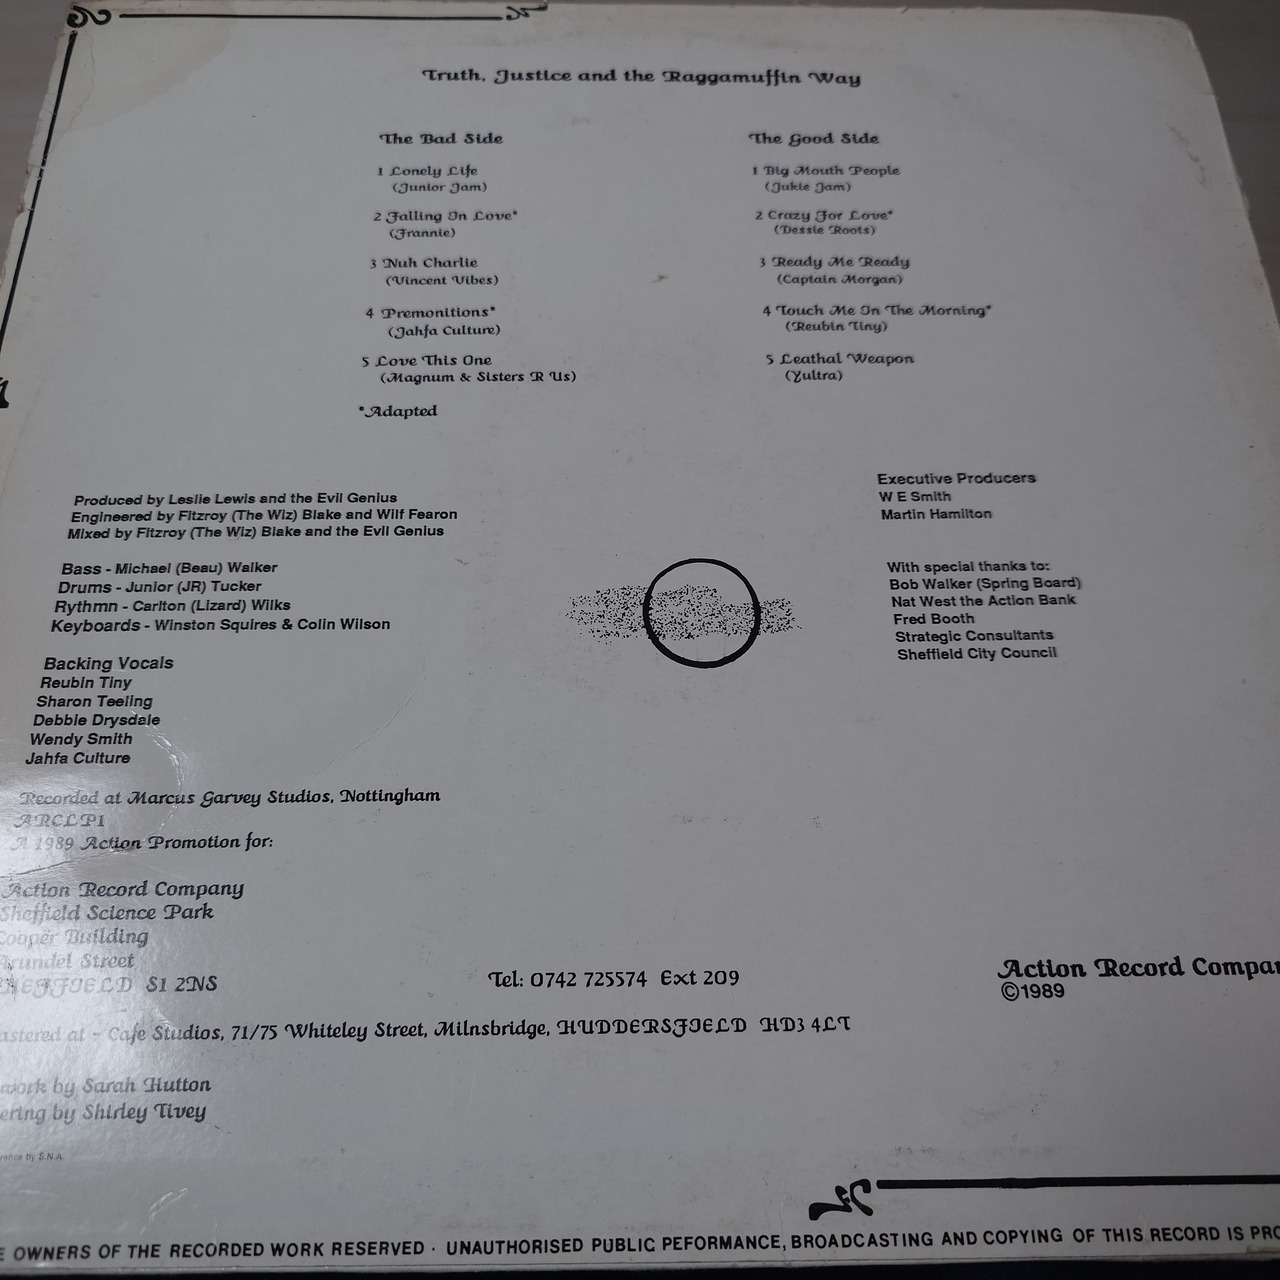 Truth, Justice and the Raggamuffin Way
The Bad Side
1 Lonely Life
(Junior Jam)
2 Falling In Love*
(Frannie)
3 Nuh Charlie
(Vincent Vibes)
4 Premonitions*
(Jahfa Culture)
5 Love This One
(Magnum & Sisters R Us)
*Adapted
The Good Side
1 Big Mouth People
(Jukie Jam)
2 Crazy For Love*
(Dessie Roots)
3 Ready Me Ready
(Captain Morgan)
4 Touch Me In The Morning*
(Reubin Tiny)
5 Leathal Weapon
(Yultra)
Produced by Leslie Lewis and the Evil Genius
Engineered by Fitzroy (The Wiz) Blake and Wilf Fearon
Mixed by Fitzroy (The Wiz) Blake and the Evil Genius
Bass - Michael (Beau) Walker
Drums - Junior (JR) Tucker
Rythmn - Carlton (Lizard) Wilks
Keyboards - Winston Squires & Colin Wilson
Backing Vocals
Reubin Tiny
Sharon Teeling
Debbie Drysdale
Wendy Smith
Jahfa Culture
Executive Producers
W E Smith
Martin Hamilton
With special thanks to:
Bob Walker (Spring Board)
Nat West the Action Bank
Fred Booth
Strategic Consultants
Sheffield City Council
Recorded at Marcus Garvey Studios, Nottingham
ARCLP1
A 1989 Action Promotion for:
Action Record Company
Sheffield Science Park
Cooper Building
Arundel Street
SHEFFIELD S1 2NS
Tel: 0742 725574 Ext 209
Action Record Compan
©1989
astered at - Cafe Studios, 71/75 Whiteley Street, Milnsbridge, HUDDERSFIELD HD3 4LT
work by Sarah Hutton
ering by Shirley Tivey
by S.N.A.
E OWNERS OF THE RECORDED WORK RESERVED · UNAUTHORISED PUBLIC PEFORMANCE, BROADCASTING AND COPYING OF THIS RECORD IS PRO